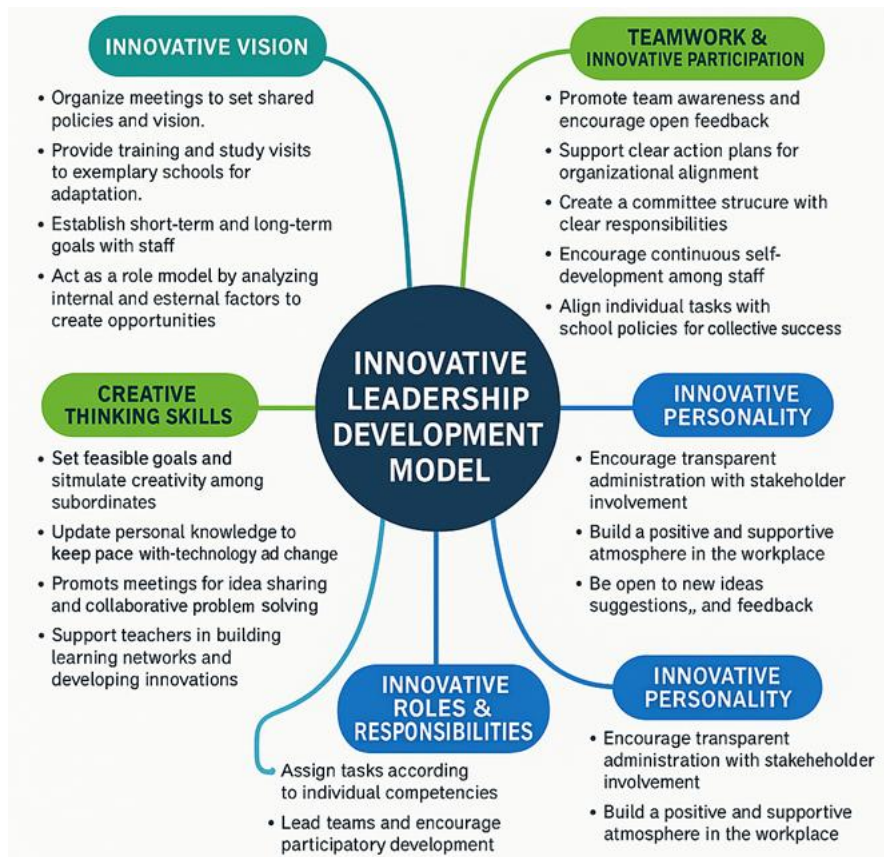 INNOVATIVE VISION
• Organize meetings to set shared
policies and vision.
• Provide training and study visits
to exemplary schools for
adaptation.
• Establish short-term and long-term
goals with staff
• Act as a role model by analyzing
internal and esternal factors to
create opportunities
TEAMWORK &
INNOVATIVE PARTICIPATION
• Promote team awareness and
encourage open feedback
• Support clear action plans for
organizational alignment
• Create a committee strucure with
clear responsibilities
• Encourage continuous self-
development among staff
• Align individual tasks with
school policies for collective success
INNOVATIVE
LEADERSHIP
DEVELOPMENT
MODEL
CREATIVE
THINKING SKILLS
• Set feasible goals and
sitmulate creativity among
subordinates
• Update personal knowledge to
keep pace with-technology ad change
• Promots meetings for idea sharing
and collaborative problem solving
• Support teachers in building
learning networks and
developing innovations
INNOVATIVE
PERSONALITY
• Encourage transparent
administration with stakeholder
involvement
• Build a positive and supportive
atmosphere in the workplace
• Be open to new ideas
suggestions,, and feedback
INNOVATIVE
ROLES &
RESPONSIBILITIES
Assign tasks according
to individual competencies
• Lead teams and encourage
participatory development
INNOVATIVE
PERSONALITY
• Encourage transparent
administration with stakeheholder
involvement
• Build a positive and supportive
atmosphere in the workplace